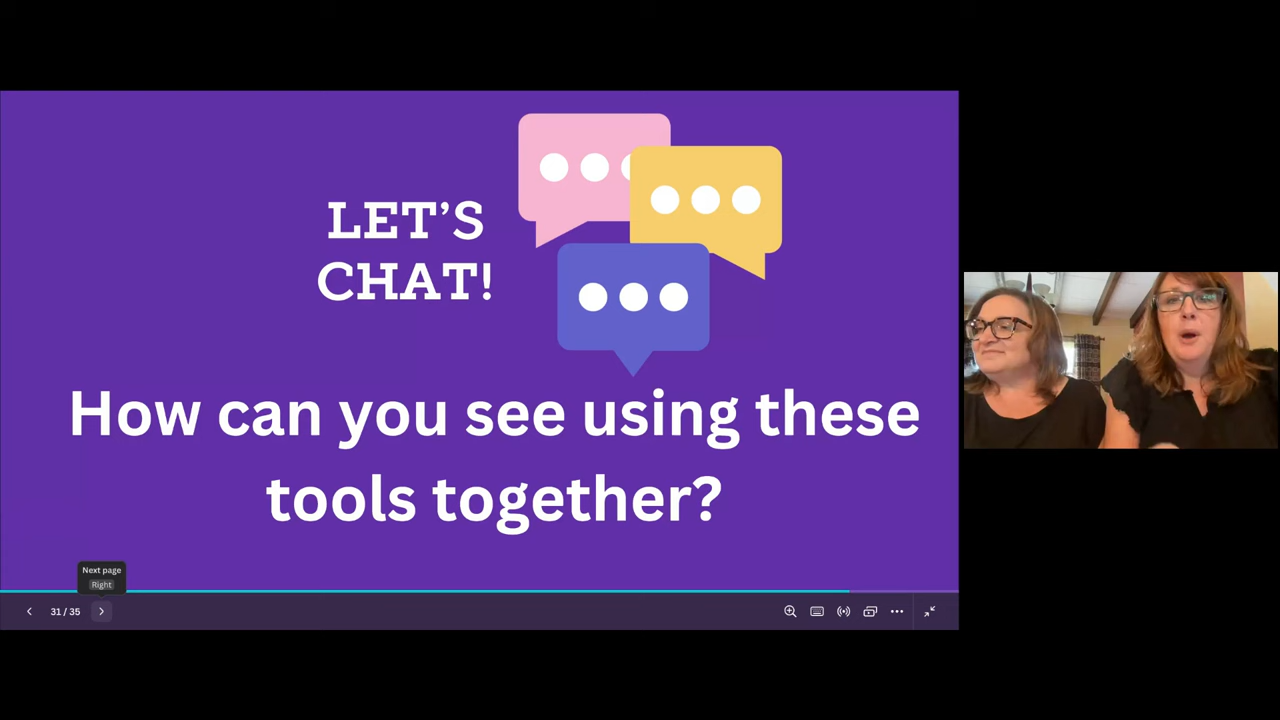 LET'S
CHAT!
How can you see using these
tools together?
Next page
Right
31 / 35